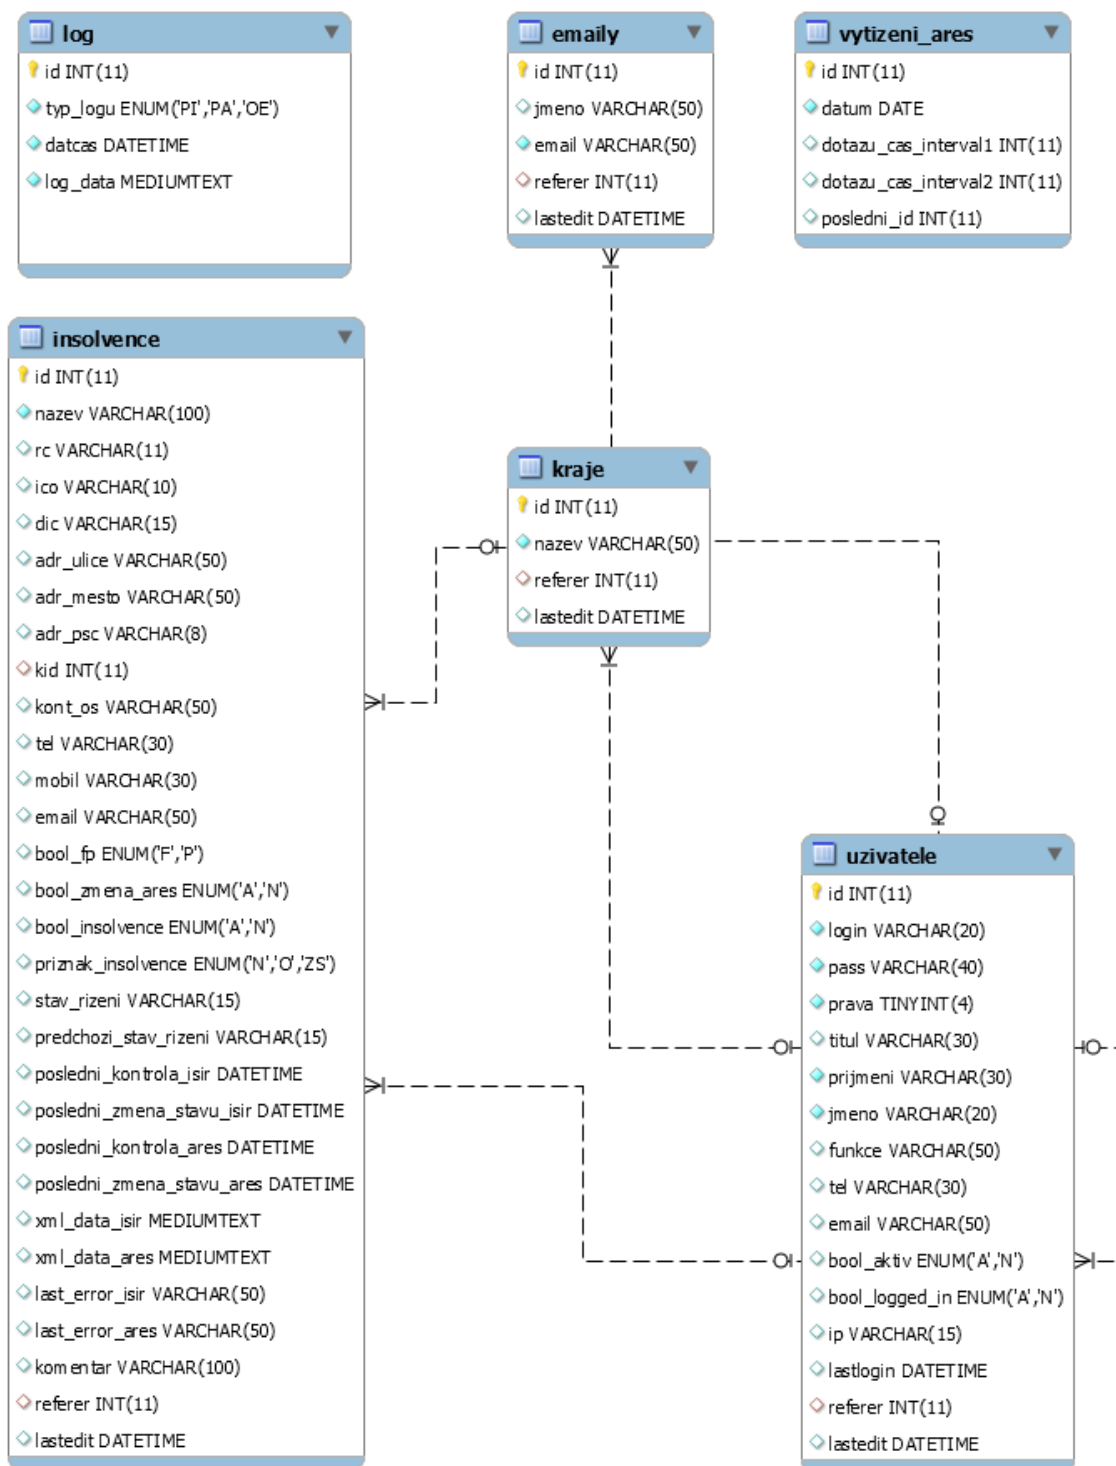 log
id INT(11)
typ_logu ENUM('PI','PA','OE')
datcas DATETIME
log_data MEDIUMTEXT
emaily
id INT(11)
jmeno VARCHAR(50)
email VARCHAR(50)
referer INT(11)
lastedit DATETIME
vytizeni_ares
id INT(11)
datum DATE
dotazu_cas_interval1 INT(11)
dotazu_cas_interval2 INT(11)
posledni_id INT(11)
insolvence
id INT(11)
nazev VARCHAR(100)
rc VARCHAR(11)
ico VARCHAR(10)
dic VARCHAR(15)
adr_ulice VARCHAR(50)
adr_mesto VARCHAR(50)
adr_psc VARCHAR(8)
kid INT(11)
kont_os VARCHAR(50)
tel VARCHAR(30)
mobil VARCHAR(30)
email VARCHAR(50)
bool_fp ENUM('F','P')
bool_zmena_ares ENUM('A','N')
bool_insolvence ENUM('A','N')
priznak_insolvence ENUM('N','O','ZS')
stav_rizeni VARCHAR(15)
predchozi_stav_rizeni VARCHAR(15)
posledni_kontrola_isir DATETIME
posledni_zmena_stavu_isir DATETIME
posledni_kontrola_ares DATETIME
posledni_zmena_stavu_ares DATETIME
xml_data_isir MEDIUMTEXT
xml_data_ares MEDIUMTEXT
last_error_isir VARCHAR(50)
last_error_ares VARCHAR(50)
komentar VARCHAR(100)
referer INT(11)
lastedit DATETIME
kraje
id INT(11)
nazev VARCHAR(50)
referer INT(11)
lastedit DATETIME
uzivatele
id INT(11)
login VARCHAR(20)
pass VARCHAR(40)
prava TINYINT(4)
titul VARCHAR(30)
prijmeni VARCHAR(30)
jmeno VARCHAR(20)
funkce VARCHAR(50)
tel VARCHAR(30)
email VARCHAR(50)
bool_aktiv ENUM('A','N')
bool_logged_in ENUM('A','N')
ip VARCHAR(15)
lastlogin DATETIME
referer INT(11)
lastedit DATETIME